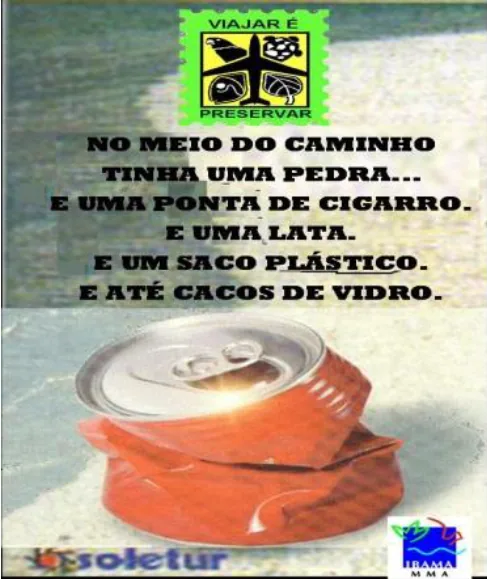 VIAJAR É
PRESERVAR
NO MEIO DO CAMINHO
TINHA UMA PEDRA...
E UMA PONTA DE CIGARRO.
E UMA LATA.
E UM SACO PLÁSTICO.
E ATÉ CACOS DE VIDRO.
soletur
IBAMA
MMA